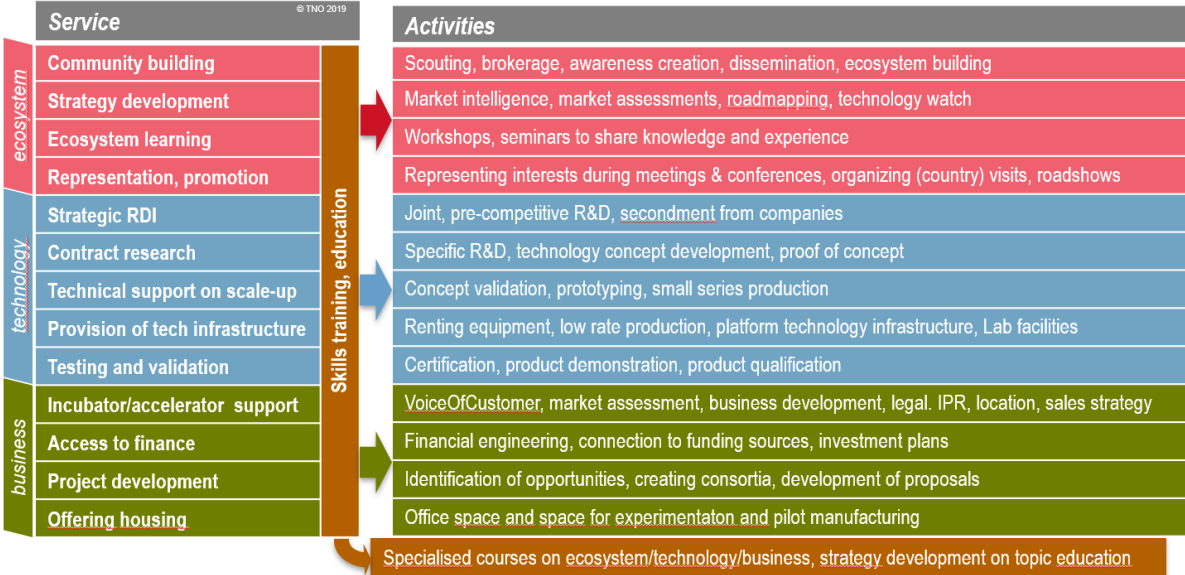 © TNO 2019
Service
Activities
ecosystem
Community building
Scouting, brokerage, awareness creation, dissemination, ecosystem building
Strategy development
Market intelligence, market assessments, roadmapping, technology watch
Ecosystem learning
Workshops, seminars to share knowledge and experience
Representation, promotion
Representing interests during meetings & conferences, organizing (country) visits, roadshows
technology
Strategic RDI
Joint, pre-competitive R&D, secondment from companies
Contract research
Specific R&D, technology concept development, proof of concept
Technical support on scale-up
Concept validation, prototyping, small series production
Provision of tech infrastructure
Renting equipment, low rate production, platform technology infrastructure, Lab facilities
Testing and validation
Certification, product demonstration, product qualification
business
Incubator/accelerator support
VoiceOfCustomer, market assessment, business development, legal. IPR, location, sales strategy
Access to finance
Financial engineering, connection to funding sources, investment plans
Project development
Identification of opportunities, creating consortia, development of proposals
Offering housing
Office space and space for experimentaton and pilot manufacturing
Skills training, education
Specialised courses on ecosystem/technology/business, strategy development on topic education